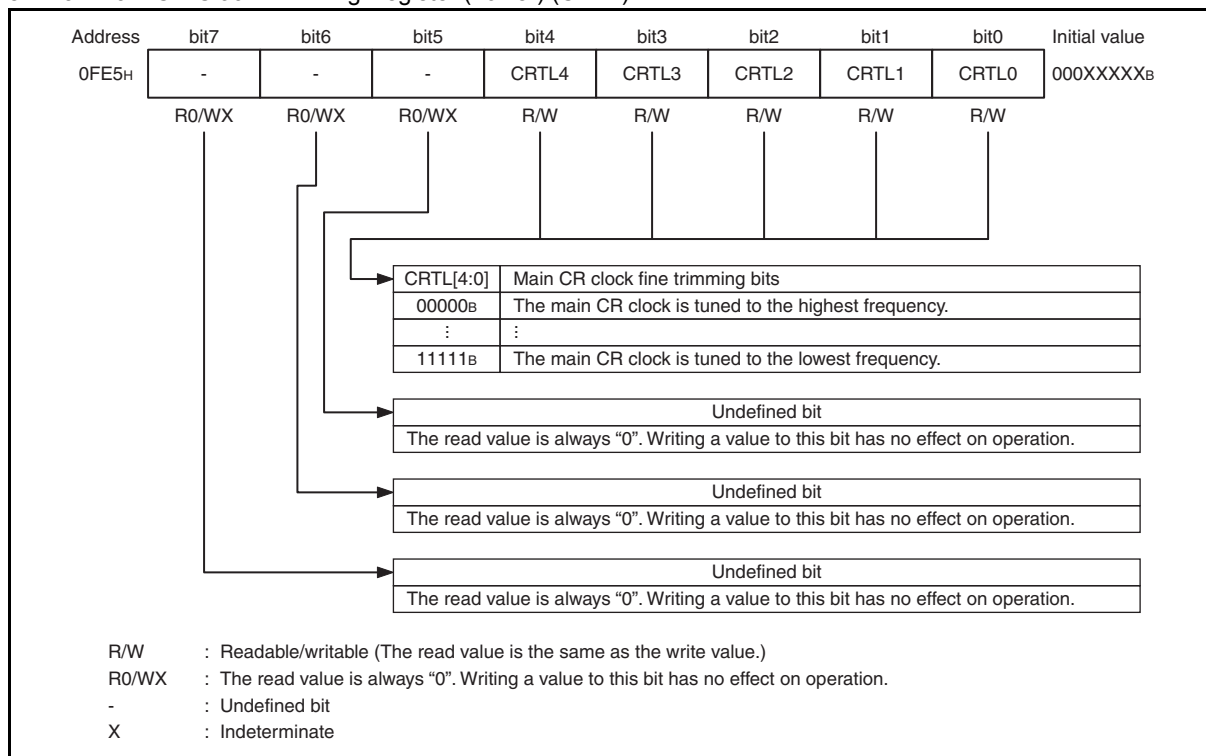 Address bit7 bit6 bit5 bit4 bit3 bit2 bit1 bit0 Initial value
0FE5H - - - CRTL4 CRTL3 CRTL2 CRTL1 CRTL0 000XXXXXB
R0/WX R0/WX R0/WX R/W R/W R/W R/W R/W
CRTL[4:0] Main CR clock fine trimming bits
00000B The main CR clock is tuned to the highest frequency.
⋮ ⋮
11111B The main CR clock is tuned to the lowest frequency.
Undefined bit
The read value is always “0”. Writing a value to this bit has no effect on operation.
Undefined bit
The read value is always “0”. Writing a value to this bit has no effect on operation.
Undefined bit
The read value is always “0”. Writing a value to this bit has no effect on operation.
R/W : Readable/writable (The read value is the same as the write value.)
R0/WX : The read value is always “0”. Writing a value to this bit has no effect on operation.
- : Undefined bit
X : Indeterminate